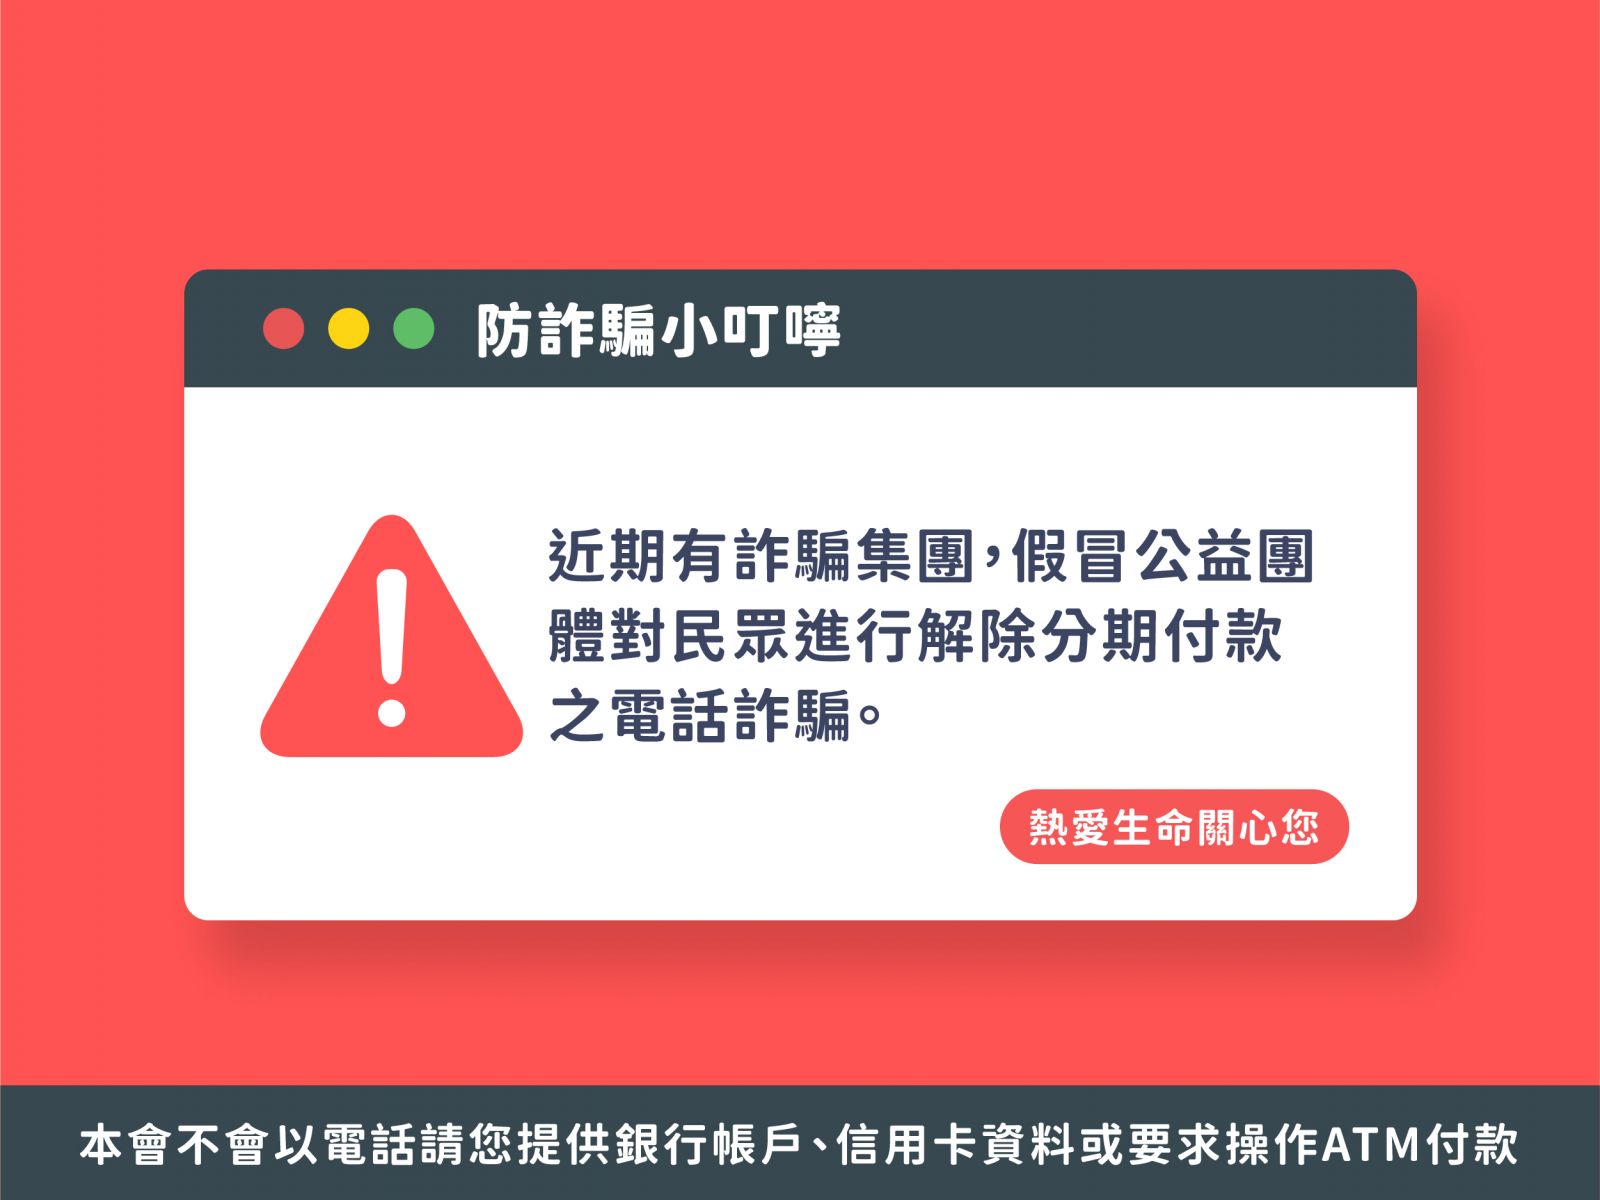 防詐騙小叮嚀
近期有詐騙集團，假冒公益團
體對民眾進行解除分期付款
之電話詐騙。
熱愛生命關心您
本會不會以電話請您提供銀行帳戶、信用卡資料或要求操作ATM付款